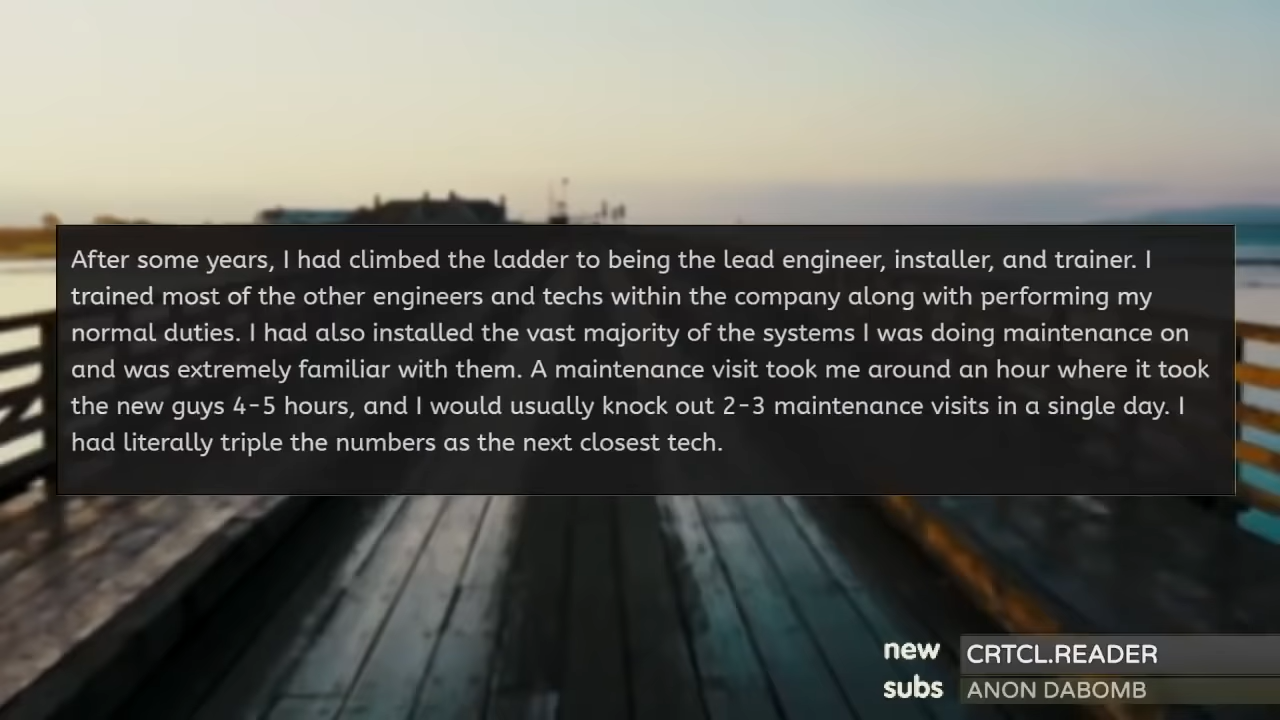 After some years, I had climbed the ladder to being the lead engineer, installer, and trainer. I
trained most of the other engineers and techs within the company along with performing my
normal duties. I had also installed the vast majority of the systems I was doing maintenance on
and was extremely familiar with them. A maintenance visit took me around an hour where it took
the new guys 4-5 hours, and I would usually knock out 2-3 maintenance visits in a single day. I
had literally triple the numbers as the next closest tech.
new
CRTCL.READER
subs
ANON DABOMB